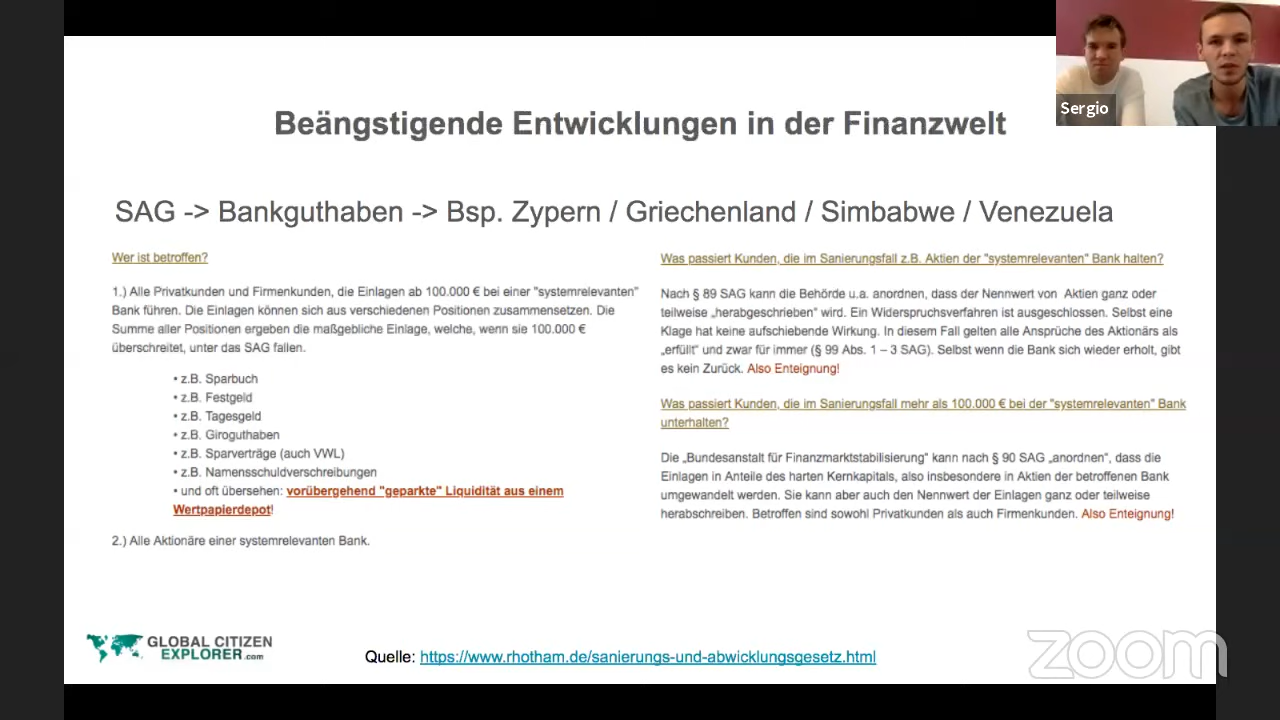 Sergio
Beängstigende Entwicklungen in der Finanzwelt
SAG -> Bankguthaben -> Bsp. Zypern / Griechenland / Simbabwe / Venezuela
Wer ist betroffen?
1.) Alle Privatkunden und Firmenkunden, die Einlagen ab 100.000 € bei einer "systemrelevanten"
Bank führen. Die Einlagen können sich aus verschiedenen Positionen zusammensetzen. Die
Summe aller Positionen ergeben die maßgebliche Einlage, welche, wenn sie 100.000 €
überschreitet, unter das SAG fallen.
• z.B. Sparbuch
• z.B. Festgeld
• z.B. Tagesgeld
• z.B. Giroguthaben
• z.B. Sparverträge (auch VWL)
• z.B. Namensschuldverschreibungen
• und oft übersehen: vorübergehend "geparkte" Liquidität aus einem
Wertpapierdepot!
2.) Alle Aktionäre einer systemrelevanten Bank.
Was passiert Kunden, die im Sanierungsfall z.B. Aktien der "systemrelevanten" Bank halten?
Nach § 89 SAG kann die Behörde u.a. anordnen, dass der Nennwert von Aktien ganz oder
teilweise „herabgeschrieben" wird. Ein Widerspruchsverfahren ist ausgeschlossen. Selbst eine
Klage hat keine aufschiebende Wirkung. In diesem Fall gelten alle Ansprüche des Aktionärs als
„erfüllt" und zwar für immer (§ 99 Abs. 1 – 3 SAG). Selbst wenn die Bank sich wieder erholt, gibt
es kein Zurück. Also Enteignung!
Was passiert Kunden, die im Sanierungsfall mehr als 100.000 € bei der "systemrelevanten" Bank
unterhalten?
Die „Bundesanstalt für Finanzmarktstabilisierung" kann nach § 90 SAG „anordnen", dass die
Einlagen in Anteile des harten Kernkapitals, also insbesondere in Aktien der betroffenen Bank
umgewandelt werden. Sie kann aber auch den Nennwert der Einlagen ganz oder teilweise
herabschreiben. Betroffen sind sowohl Privatkunden als auch Firmenkunden. Also Enteignung!
GLOBAL CITIZEN
EXPLORER.com
Quelle: https://www.rhotham.de/sanierungs-und-abwicklungsgesetz.html
zoom